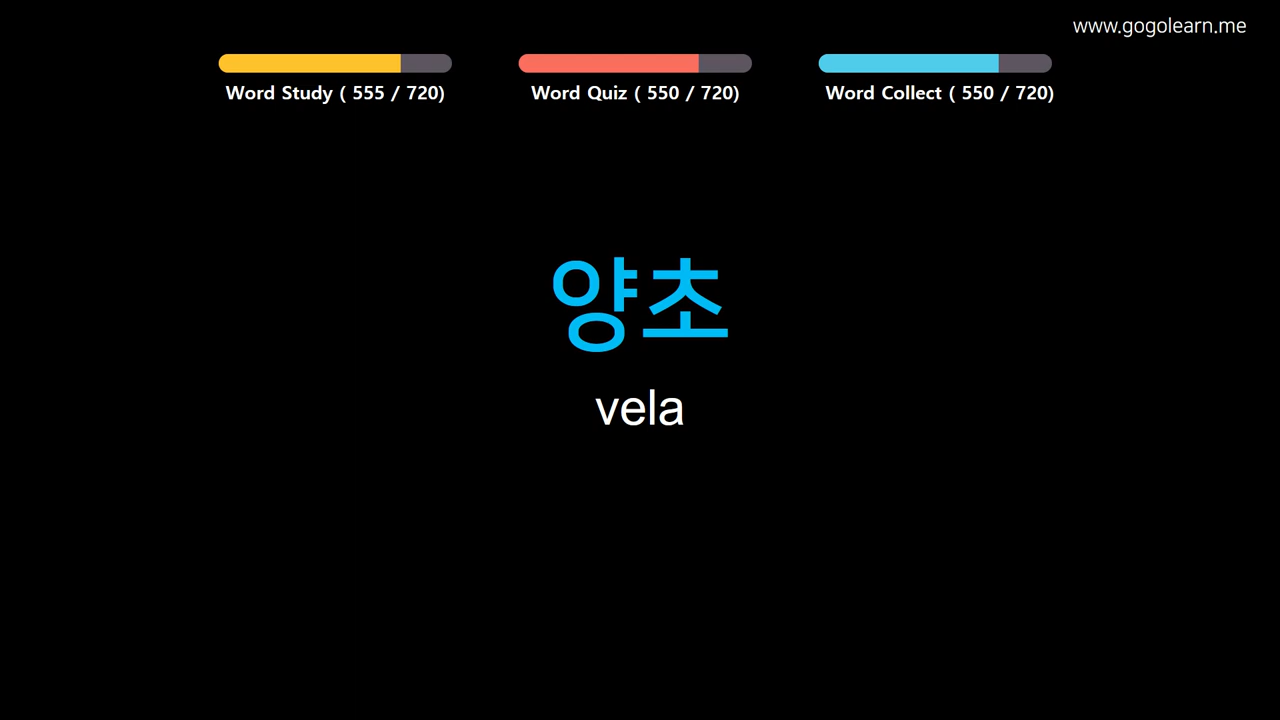 www.gogolearn.me
Word Study ( 555 / 720)
Word Quiz ( 550 / 720)
Word Collect ( 550 / 720)
양초
vela